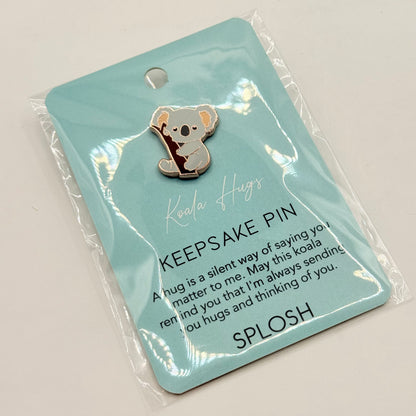 Koala Hugs
KEEPSAKE PIN
A hug is a silent way of saying you
matter to me. May this koala
remind you that I'm always sending
you hugs and thinking of you.
SPLOSH